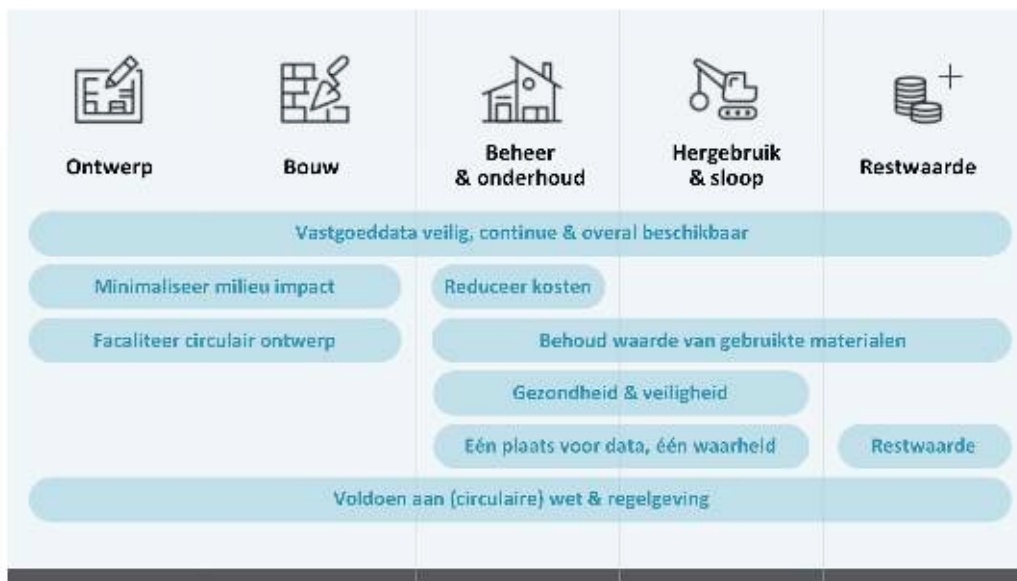 Ontwerp
Bouw
Beheer
& onderhoud
Hergebruik
& sloop
Restwaarde
Vastgoeddata veilig, continue & overal beschikbaar
Minimaliseer milieu impact
Reduceer kosten
Facaliteer circulair ontwerp
Behoud waarde van gebruikte materialen
Gezondheid & veiligheid
Eén plaats voor data, één waarheid
Restwaarde
Voldoen aan (circulaire) wet & regelgeving